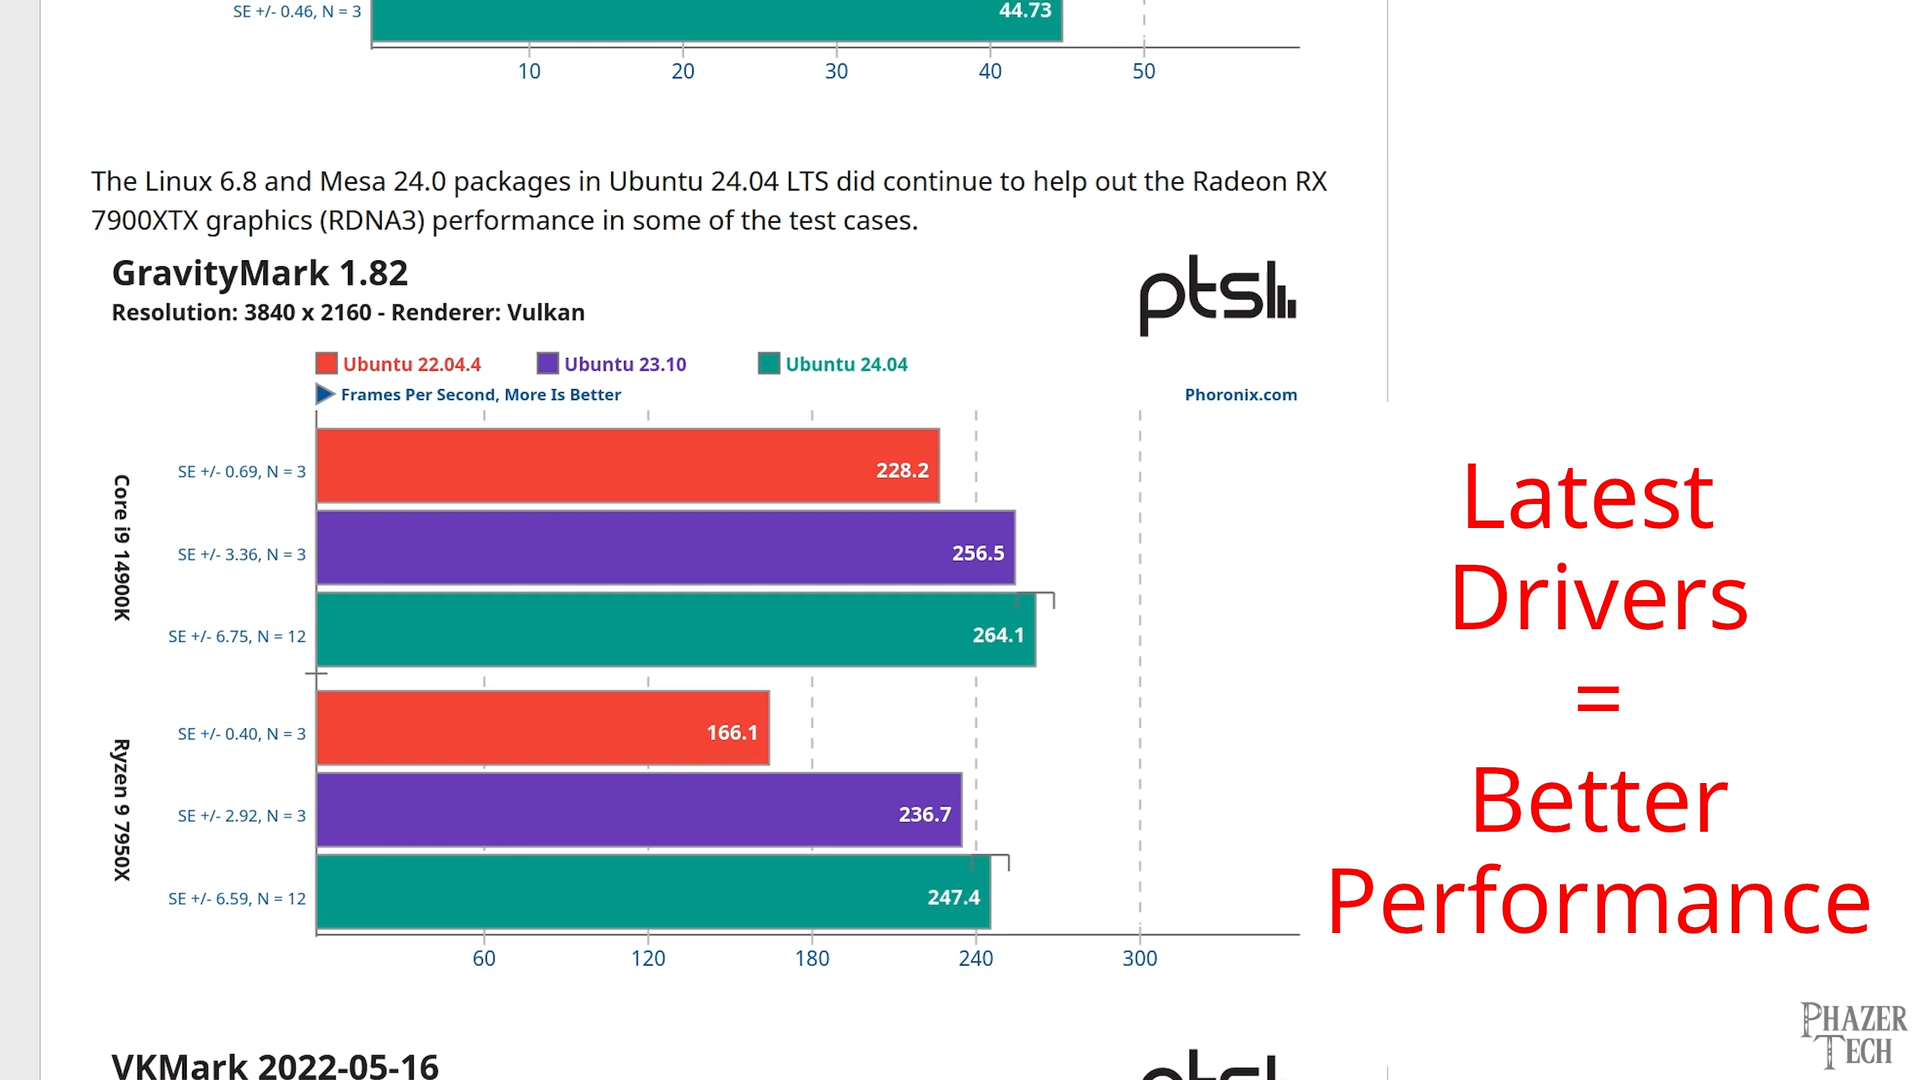 SE +/- 0.46, N = 3
44.73
10 20 30 40 50
The Linux 6.8 and Mesa 24.0 packages in Ubuntu 24.04 LTS did continue to help out the Radeon RX
7900XTX graphics (RDNA3) performance in some of the test cases.
GravityMark 1.82
Resolution: 3840 x 2160 - Renderer: Vulkan
pts
Ubuntu 22.04.4 Ubuntu 23.10 Ubuntu 24.04
Frames Per Second, More Is Better
Phoronix.com
Core i9 14900K
SE +/- 0.69, N = 3
228.2
SE +/- 3.36, N = 3
256.5
SE +/- 6.75, N = 12
264.1
Ryzen 9 7950X
SE +/- 0.40, N = 3
166.1
SE +/- 2.92, N = 3
236.7
SE +/- 6.59, N = 12
247.4
60 120 180 240 300
Latest
Drivers
=
Better
Performance
VKMark 2022-05-16
pts
PHAZER
TECH